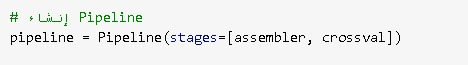 # إنشاء Pipeline
pipeline = Pipeline(stages=[assembler, crossval])